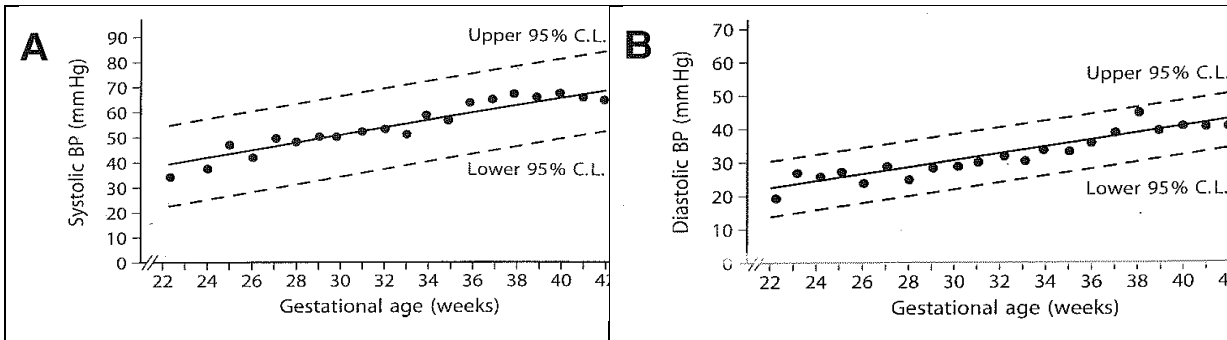 A
Systolic BP (mmHg)
90
80
70
60
50
40
30
20
10
0
Upper 95% C.L.
Lower 95% C.L.
22 24 26 28 30 32 34 36 38 40 42
Gestational age (weeks)
B
Diastolic BP (mmHg)
70
60
50
40
30
20
10
0
Upper 95% C.L.
Lower 95% C.L.
22 24 26 28 30 32 34 36 38 40 4
Gestational age (weeks)